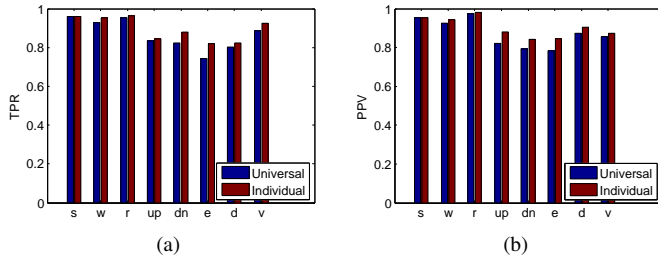 1
0.8
0.6
0.4
0.2
0
TPR
s w r up dn e d v
Universal
Individual
(a)
1
0.8
0.6
0.4
0.2
0
PPV
s w r up dn e d v
Universal
Individual
(b)